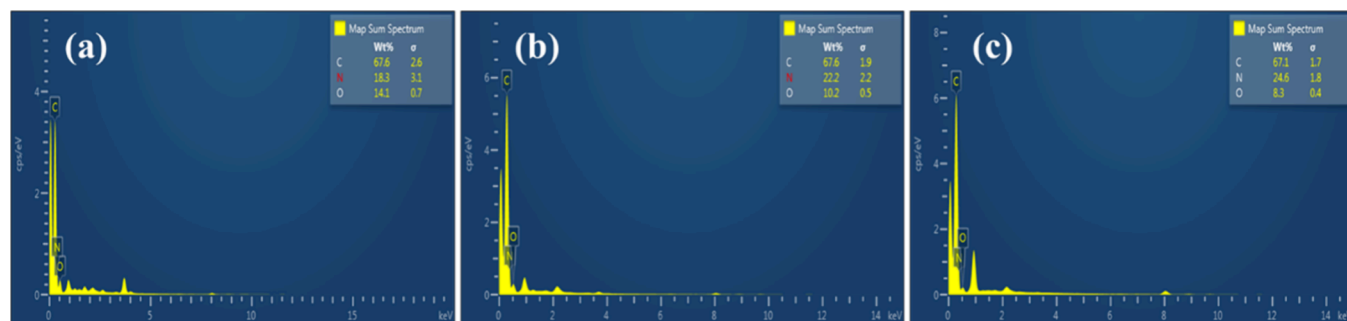 (a)
Map Sum Spectrum
Wt% σ
C 67.6 2.6
N 18.3 3.1
O 14.1 0.7
4
C
cps/eV
2
N
O
0
0 5 10 15 keV
(b)
Map Sum Spectrum
Wt% σ
C 67.6 1.9
N 22.2 2.2
O 10.2 0.5
6
C
cps/eV
4
2
O
N
0
0 2 4 6 8 10 12 14 keV
(c)
Map Sum Spectrum
Wt% σ
C 67.1 1.7
N 24.6 1.8
O 8.3 0.4
8
C
6
cps/eV
4
2
O
N
0
0 2 4 6 8 10 12 14 keV